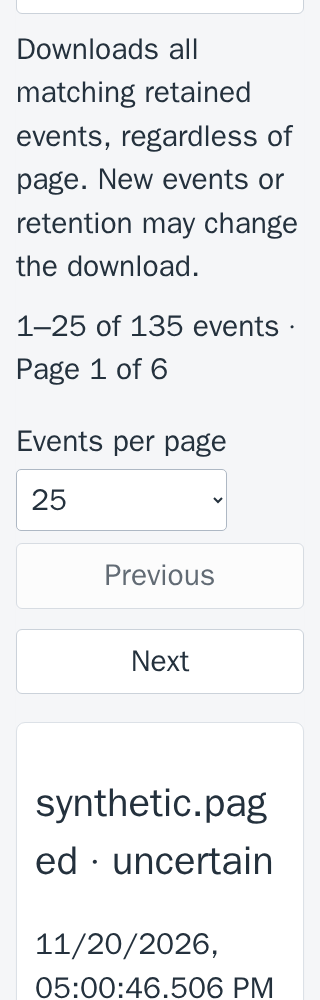 Downloads all
matching retained
events, regardless of
page. New events or
retention may change
the download.
1–25 of 135 events ·
Page 1 of 6
Events per page
25
Previous
Next
synthetic.pag
ed · uncertain
11/20/2026,
05:00:46.506 PM